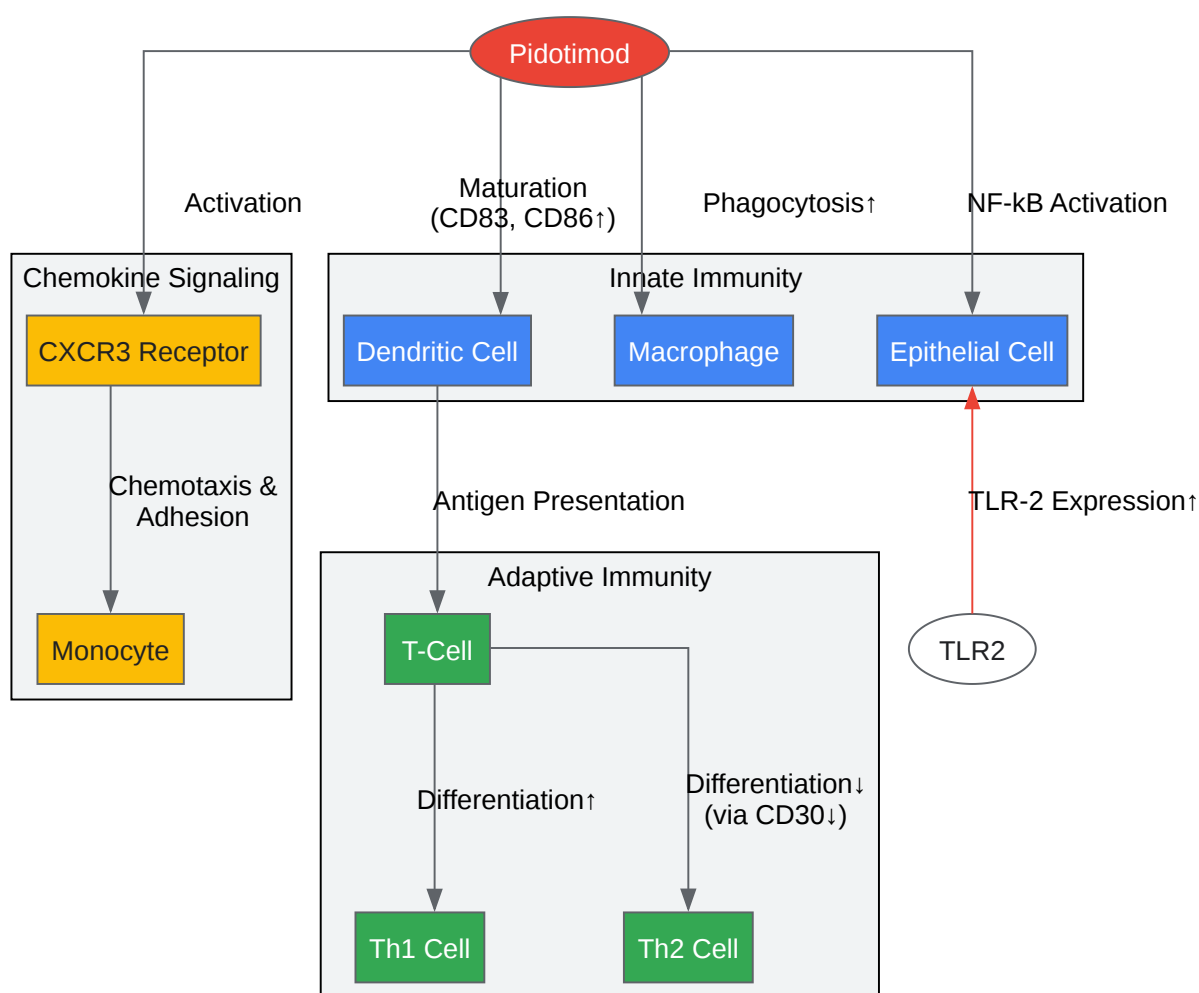 Pidotimod
Activation
Maturation
(CD83, CD86↑)
Phagocytosis↑
NF-kB Activation
Chemokine Signaling
Innate Immunity
CXCR3 Receptor
Dendritic Cell
Macrophage
Epithelial Cell
Chemotaxis &
Adhesion
Antigen Presentation
TLR-2 Expression↑
Adaptive Immunity
Monocyte
T-Cell
TLR2
Differentiation↑
Differentiation↓
(via CD30↓)
Th1 Cell
Th2 Cell